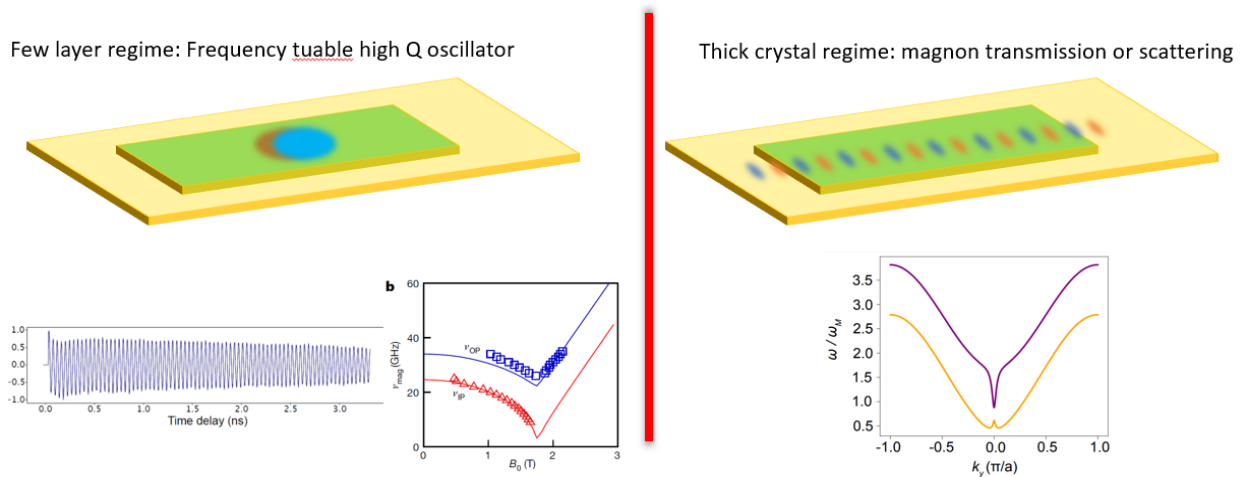 Few layer regime: Frequency tuable high Q oscillator
Thick crystal regime: magnon transmission or scattering
1.0
0.5
0.0
-0.5
-1.0
0.0 0.5 1.0 1.5 2.0 2.5 3.0
Time delay (ns)
b
60
40
20
0
ν_mag (GHz)
ν_OP
ν_IP
0 1 2 3
B_0 (T)
3.5
3.0
2.5
2.0
1.5
1.0
0.5
ω / ω_M
-1.0 -0.5 0.0 0.5 1.0
k_y (π/a)